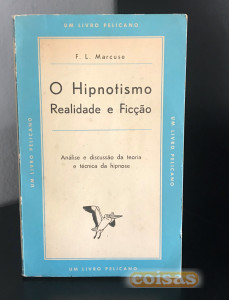 UM LIVRO PELICANO
F. L. Marcuse
O Hipnotismo
Realidade e Ficção
Análise e discussão da teoria
e técnica da hipnose
UM LIVRO PELICANO
UM LIVRO PELICANO
UM LIVRO PELICANO
coisas